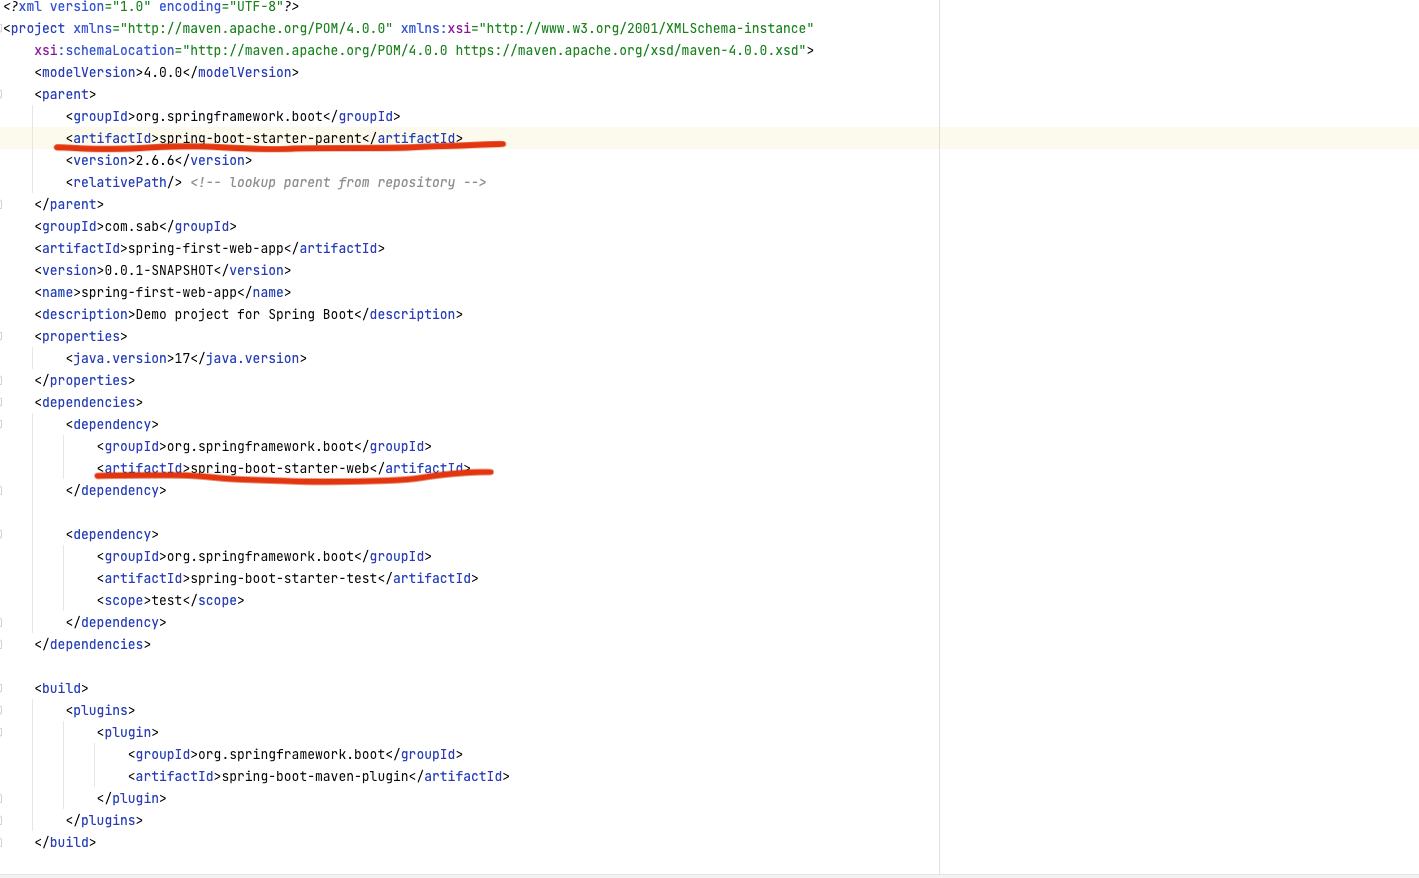 <?xml version="1.0" encoding="UTF-8"?>
<project xmlns="http://maven.apache.org/POM/4.0.0" xmlns:xsi="http://www.w3.org/2001/XMLSchema-instance"
    xsi:schemaLocation="http://maven.apache.org/POM/4.0.0 https://maven.apache.org/xsd/maven-4.0.0.xsd">
    <modelVersion>4.0.0</modelVersion>
    <parent>
        <groupId>org.springframework.boot</groupId>
        <artifactId>spring-boot-starter-parent</artifactId>
        <version>2.6.6</version>
        <relativePath/> <!-- lookup parent from repository -->
    </parent>
    <groupId>com.sab</groupId>
    <artifactId>spring-first-web-app</artifactId>
    <version>0.0.1-SNAPSHOT</version>
    <name>spring-first-web-app</name>
    <description>Demo project for Spring Boot</description>
    <properties>
        <java.version>17</java.version>
    </properties>
    <dependencies>
        <dependency>
            <groupId>org.springframework.boot</groupId>
            <artifactId>spring-boot-starter-web</artifactId>
        </dependency>

        <dependency>
            <groupId>org.springframework.boot</groupId>
            <artifactId>spring-boot-starter-test</artifactId>
            <scope>test</scope>
        </dependency>
    </dependencies>

    <build>
        <plugins>
            <plugin>
                <groupId>org.springframework.boot</groupId>
                <artifactId>spring-boot-maven-plugin</artifactId>
            </plugin>
        </plugins>
    </build>